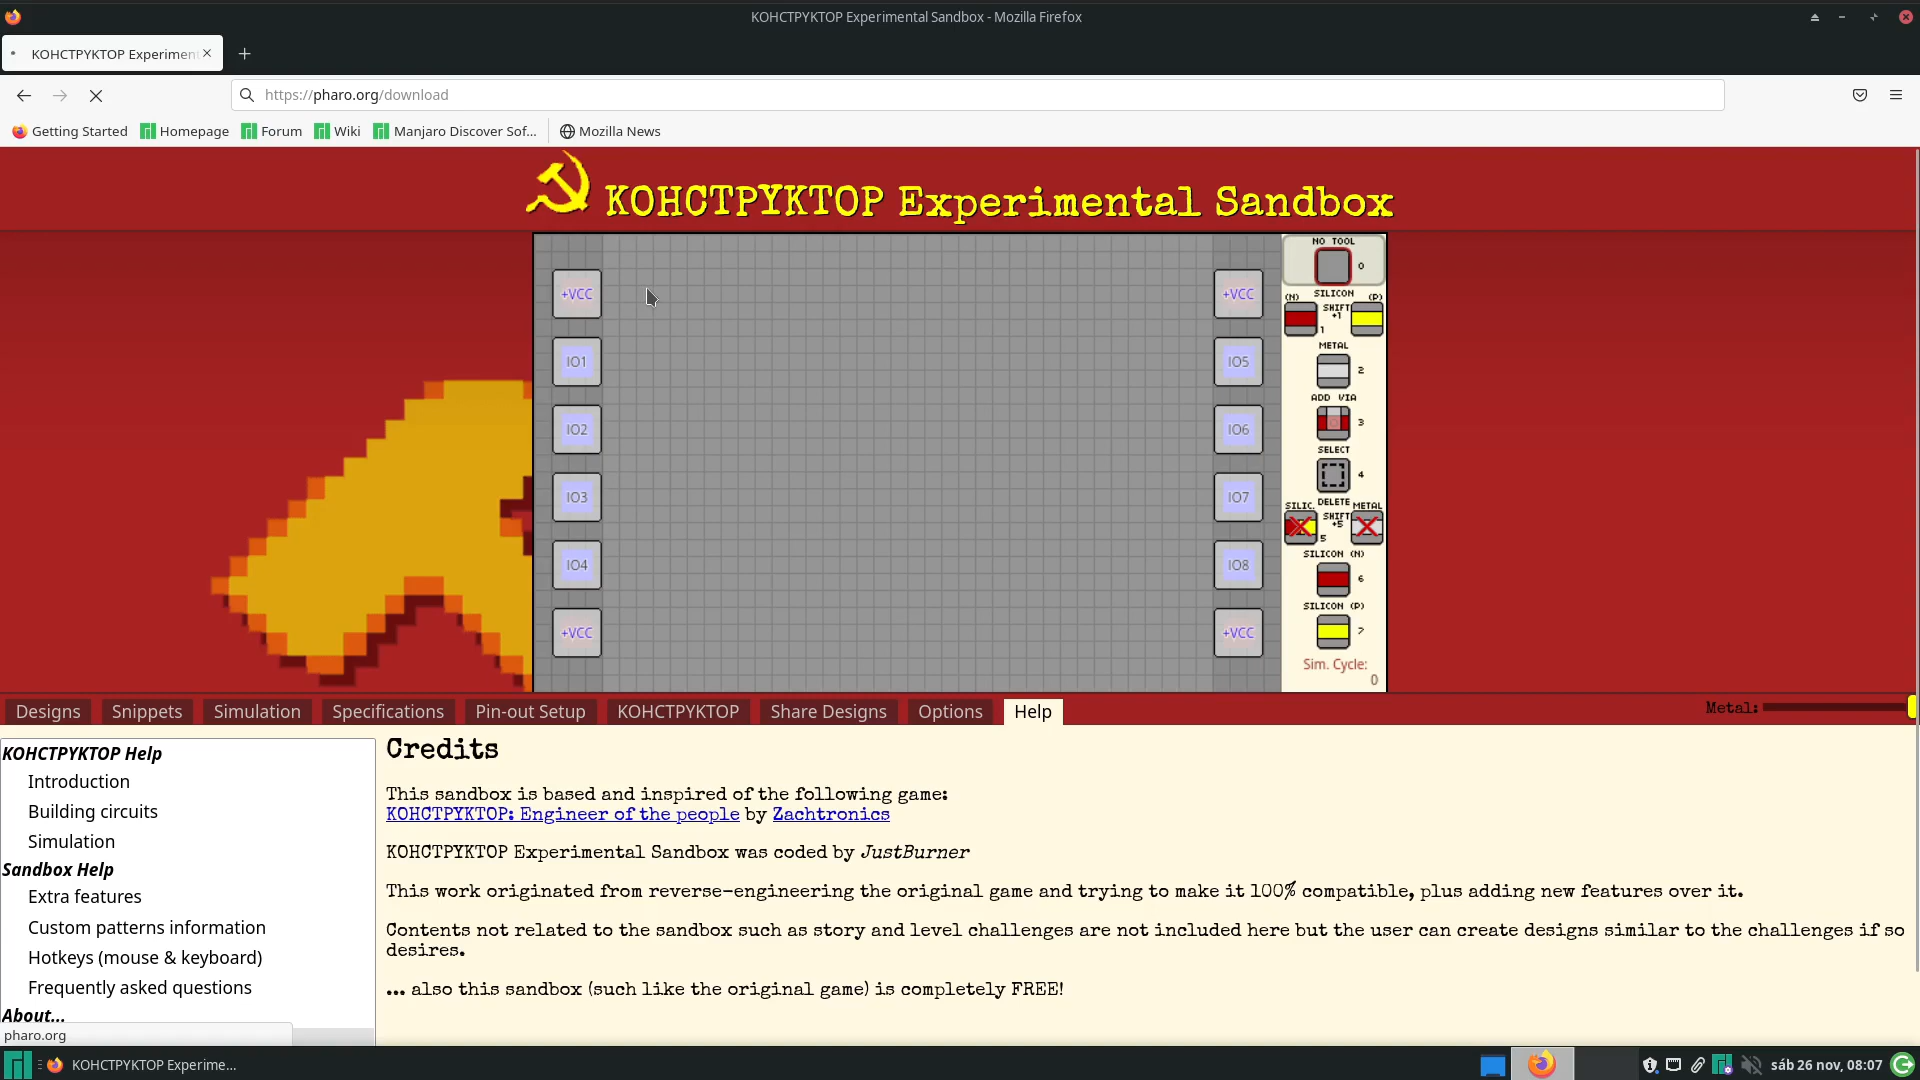 KOHCTPYKTOP Experimental Sandbox - Mozilla Firefox
KOHCTPYKTOP Experiment
https://pharo.org/download
Getting Started
Homepage
Forum
Wiki
Manjaro Discover Sof...
Mozilla News
KOHCTPYKTOP Experimental Sandbox
+VCC
IO1
IO2
IO3
IO4
+VCC
+VCC
IO5
IO6
IO7
IO8
+VCC
NO TOOL
0
SILICON
(N) SHIFT (P)
+1
1
METAL
2
ADD VIA
3
SELECT
4
DELETE
SILIC. SHIFT METAL
+5
5
SILICON (N)
6
SILICON (P)
7
Sim. Cycle:
0
Designs
Snippets
Simulation
Specifications
Pin-out Setup
KOHCTPYKTOP
Share Designs
Options
Help
Metal:
KOHCTPYKTOP Help
Introduction
Building circuits
Simulation
Sandbox Help
Extra features
Custom patterns information
Hotkeys (mouse & keyboard)
Frequently asked questions
About...
pharo.org
Credits
This sandbox is based and inspired of the following game:
KOHCTPYKTOP: Engineer of the people by Zachtronics
KOHCTPYKTOP Experimental Sandbox was coded by JustBurner
This work originated from reverse-engineering the original game and trying to make it 100% compatible, plus adding new features over it.
Contents not related to the sandbox such as story and level challenges are not included here but the user can create designs similar to the challenges if so
desires.
... also this sandbox (such like the original game) is completely FREE!
KOHCTPYKTOP Experime...
sáb 26 nov, 08:07